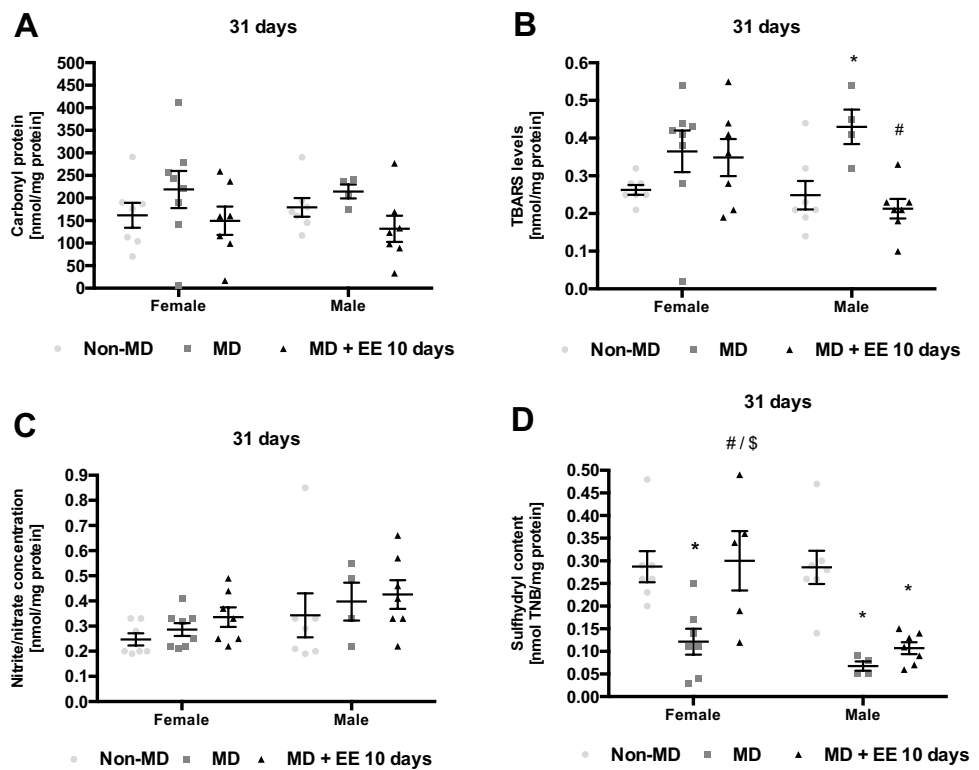 A
31 days
Carbonyl protein
[nmol/mg protein]
500
450
400
350
300
250
200
150
100
50
0
Female
Male
Non-MD MD MD + EE 10 days
B
31 days
TBARS levels
[nmol/mg protein]
0.6
0.5
0.4
0.3
0.2
0.1
0.0
*
#
Female
Male
Non-MD MD MD + EE 10 days
C
31 days
Nitrite/nitrate concentration
[nmol/mg protein]
0.9
0.8
0.7
0.6
0.5
0.4
0.3
0.2
0.1
0.0
Female
Male
Non-MD MD MD + EE 10 days
D
31 days
Sulfhydryl content
[nmol TNB/mg protein]
0.50
0.45
0.40
0.35
0.30
0.25
0.20
0.15
0.10
0.05
0.00
*
# / $
*
*
Female
Male
Non-MD MD MD + EE 10 days